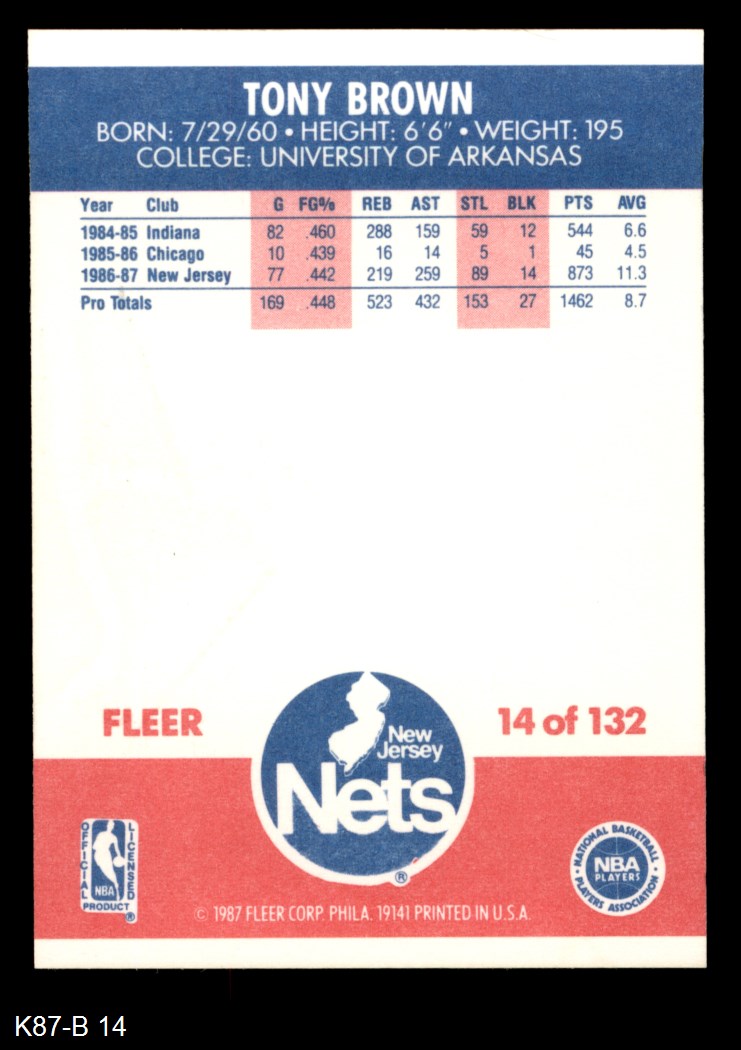 TONY BROWN
BORN: 7/29/60 • HEIGHT: 6'6" • WEIGHT: 195
COLLEGE: UNIVERSITY OF ARKANSAS
Year Club G FG% REB AST STL BLK PTS AVG
1984-85 Indiana 82 .460 288 159 59 12 544 6.6
1985-86 Chicago 10 .439 16 14 5 1 45 4.5
1986-87 New Jersey 77 .442 219 259 89 14 873 11.3
Pro Totals 169 .448 523 432 153 27 1462 8.7
FLEER
14 of 132
New
Jersey
Nets
®
OFFICIAL LICENSED
NBA
PRODUCT ®
NATIONAL BASKETBALL
NBA
PLAYERS
PLAYERS ASSOCIATION
© 1987 FLEER CORP. PHILA. 19141 PRINTED IN U.S.A.
K87-B 14